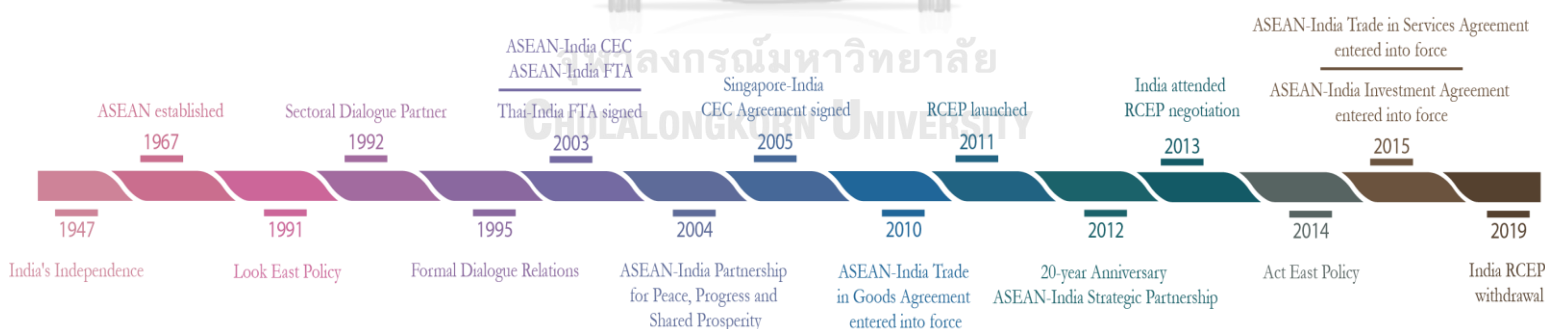 ASEAN-India Trade in Services Agreement
entered into force
ASEAN-India Investment Agreement
entered into force
2015
ASEAN-India CEC
ASEAN-India FTA
Thai-India FTA signed
2003
จุฬาลงกรณ์มหาวิทยาลัย
CHULALONGKORN UNIVERSITY
ASEAN established
1967
Sectoral Dialogue Partner
1992
Singapore-India
CEC Agreement signed
2005
RCEP launched
2011
India attended
RCEP negotiation
2013
1947
India's Independence
1991
Look East Policy
1995
Formal Dialogue Relations
2004
ASEAN-India Partnership
for Peace, Progress and
Shared Prosperity
2010
ASEAN-India Trade
in Goods Agreement
entered into force
2012
20-year Anniversary
ASEAN-India Strategic Partnership
2014
Act East Policy
2019
India RCEP
withdrawal